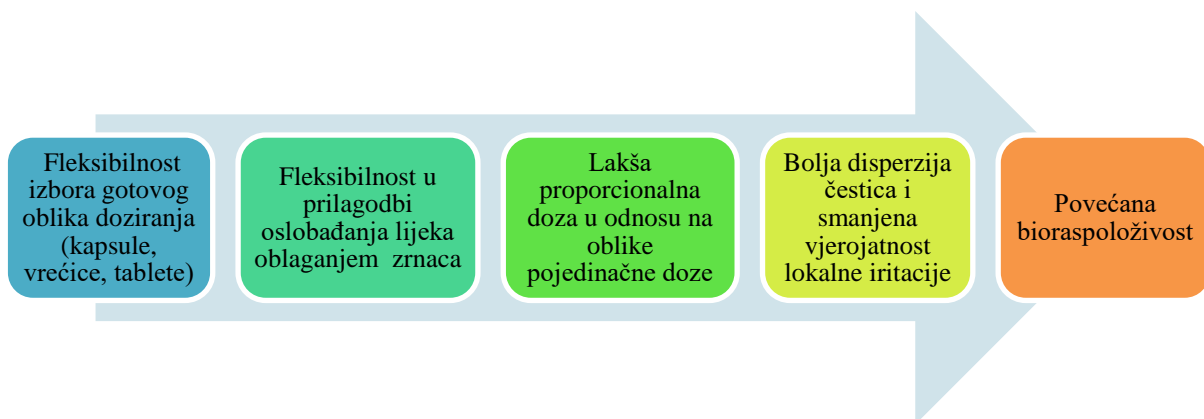 Fleksibilnost
izbora gotovog
oblika doziranja
(kapsule,
vrećice, tablete)
Fleksibilnost u
prilagodbi
oslobađanja lijeka
oblaganjem  zrnaca
Lakša
proporcionalna
doza u odnosu na
oblike
pojedinačne doze
Bolja disperzija
čestica i
smanjena
vjerojatnost
lokalne iritacije
Povećana
bioraspoloživost